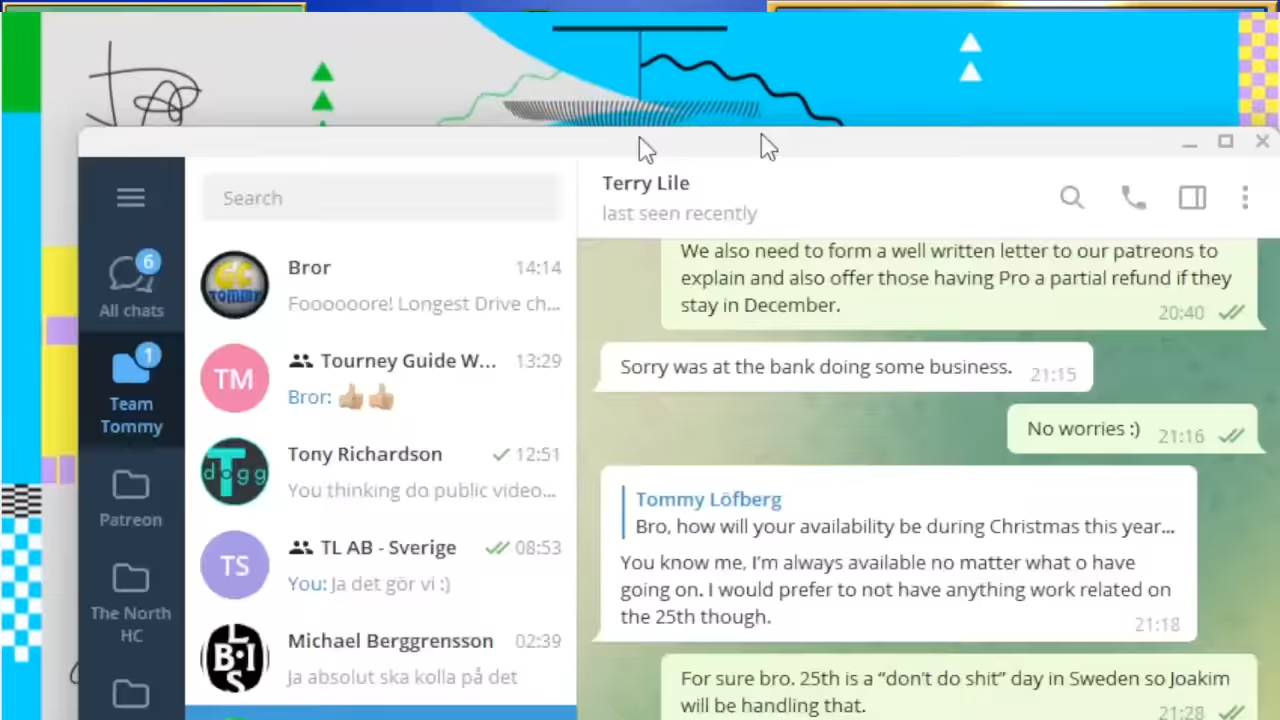 Search
6
All chats
1
Team
Tommy
Patreon
The North
HC
TOMMY
Bror
14:14
Foooooore! Longest Drive ch...
TM
Tourney Guide W...
13:29
Bror: 👍🏼👍🏼
dogg
Tony Richardson
12:51
You thinking do public video...
TS
TL AB - Sverige
08:53
You: Ja det gör vi :)
L
B·I
S
Michael Berggrensson
02:39
Ja absolut ska kolla på det
Terry Lile
last seen recently
We also need to form a well written letter to our patreons to
explain and also offer those having Pro a partial refund if they
stay in December.
20:40
Sorry was at the bank doing some business.
21:15
No worries :)
21:16
Tommy Löfberg
Bro, how will your availability be during Christmas this year...
You know me, I’m always available no matter what o have
going on. I would prefer to not have anything work related on
the 25th though.
21:18
For sure bro. 25th is a “don’t do shit” day in Sweden so Joakim
will be handling that.
21:28